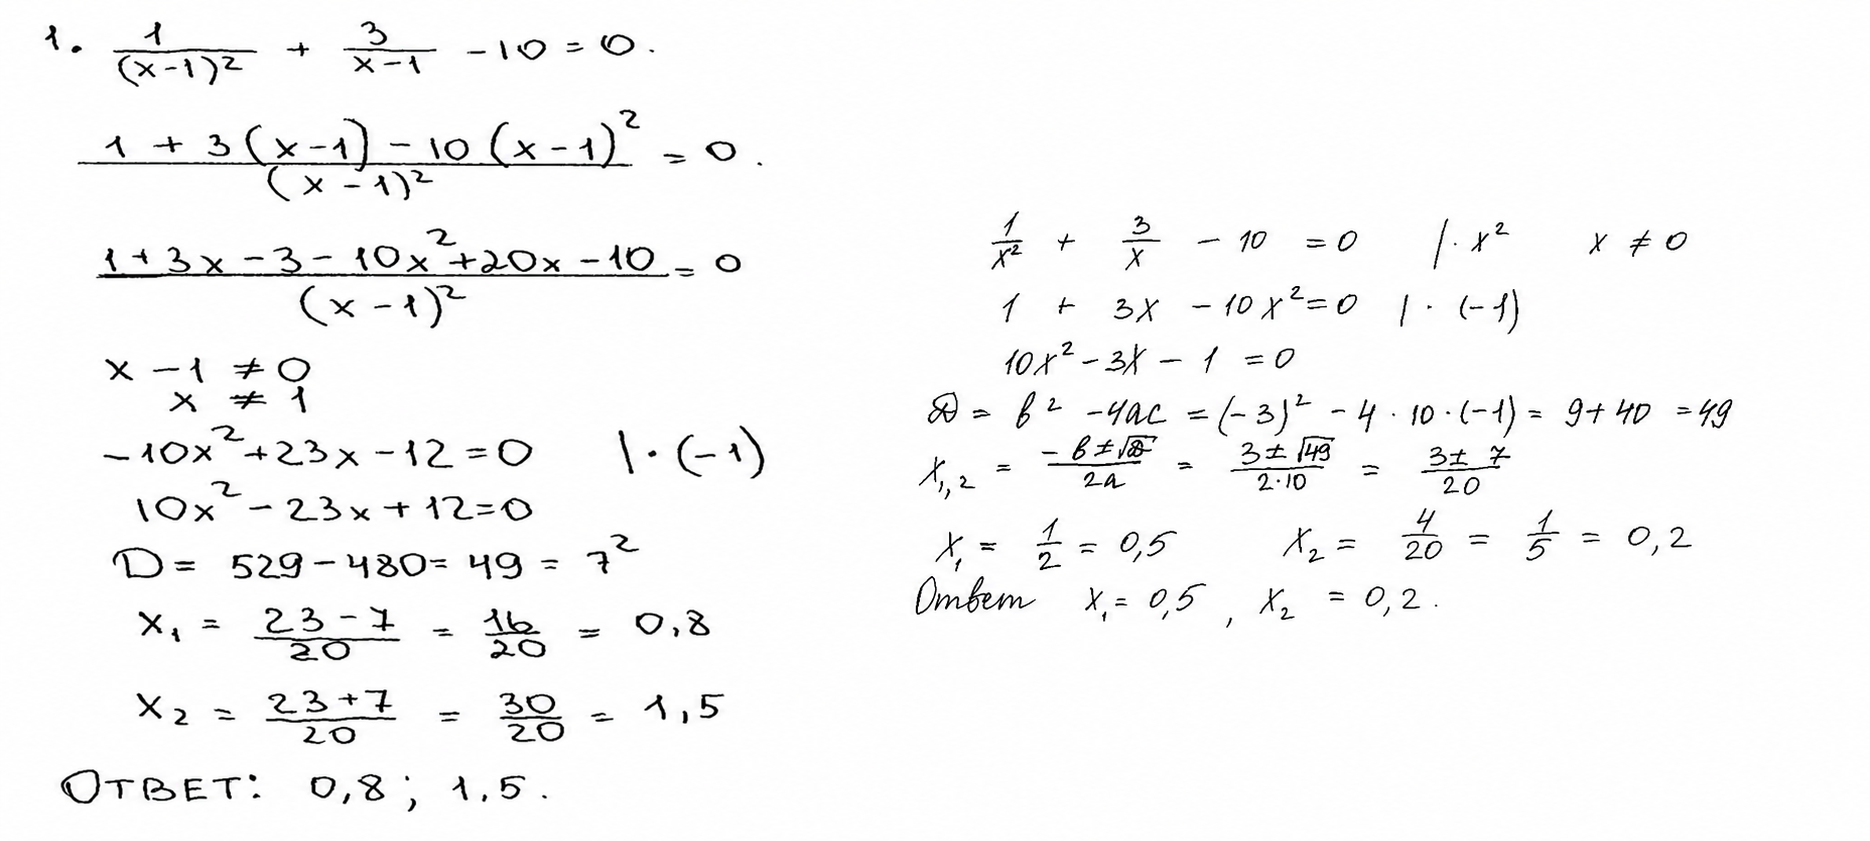 1. 1/(x-1)² + 3/(x-1) - 10 = 0.
(1 + 3(x-1) - 10(x-1)²)/(x-1)² = 0.
(1+3x-3-10x²+20x-10)/(x-1)² = 0
x - 1 ≠ 0
x ≠ 1
-10x²+23x-12=0 |·(-1)
10x²-23x+12=0
D = 529-480= 49 = 7²
x₁ = (23-7)/20 = 16/20 = 0,8
x₂ = (23+7)/20 = 30/20 = 1,5
ОТВЕТ: 0,8; 1,5.
1/x² + 3/x - 10 = 0 |·x² x ≠ 0
1 + 3x - 10x²=0 |·(-1)
10x²-3x-1 = 0
D = b² - 4ac = (-3)² - 4·10·(-1) = 9+40 = 49
x₁,₂ = (-b±√D)/2a = (3±√49)/2·10 = (3±7)/20
x₁ = 1/2 = 0,5 x₂ = 4/20 = 1/5 = 0,2
Ответ x₁= 0,5, x₂ = 0,2.